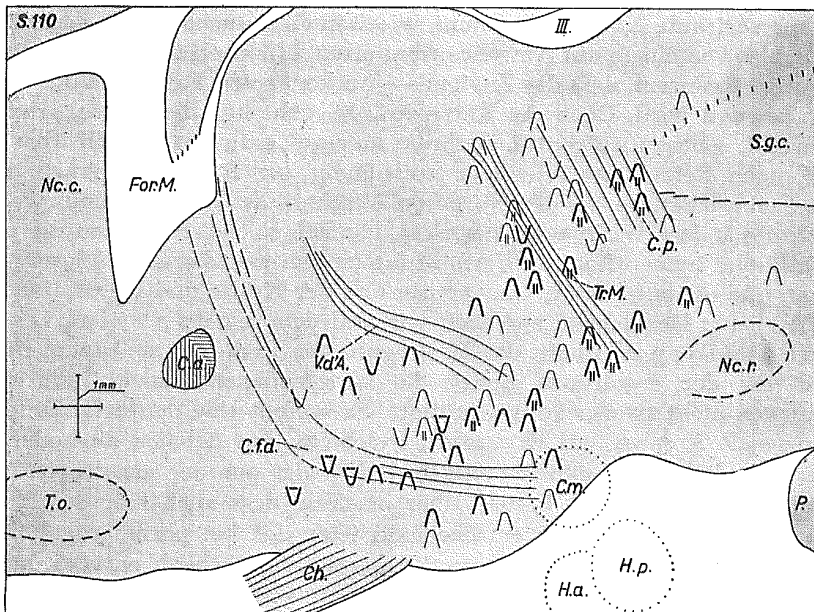 S.110
III.
S.g.c.
Nc.c.
For.M.
C.p.
Tr.M.
V.d'A.
Nc.r.
C.a.
1mm
C.f.d.
T.o.
C.m.
P.
Ch.
H.p.
H.a.